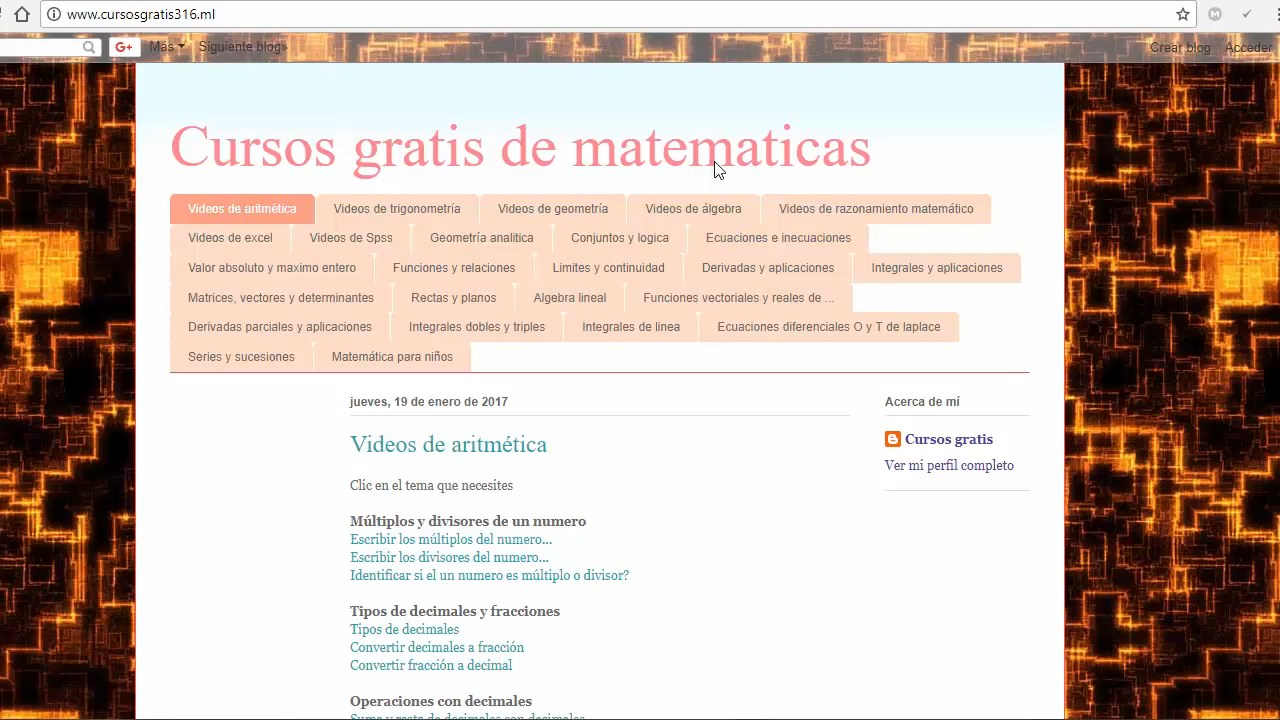 www.cursosgratis316.ml
G+ Más Siguiente blog» Crear blog Acceder
Cursos gratis de matematicas
Videos de aritmética Videos de trigonometría Videos de geometría Videos de álgebra Videos de razonamiento matemático
Videos de excel Videos de Spss Geometría analitica Conjuntos y logica Ecuaciones e inecuaciones
Valor absoluto y maximo entero Funciones y relaciones Limites y continuidad Derivadas y aplicaciones Integrales y aplicaciones
Matrices, vectores y determinantes Rectas y planos Algebra lineal Funciones vectoriales y reales de ...
Derivadas parciales y aplicaciones Integrales dobles y triples Integrales de linea Ecuaciones diferenciales O y T de laplace
Series y sucesiones Matemática para niños
jueves, 19 de enero de 2017
Videos de aritmética
Clic en el tema que necesites
Múltiplos y divisores de un numero
Escribir los múltiplos del numero...
Escribir los divisores del numero...
Identificar si el un numero es múltiplo o divisor?
Tipos de decimales y fracciones
Tipos de decimales
Convertir decimales a fracción
Convertir fracción a decimal
Operaciones con decimales
Suma y resta de decimales con decimales
Acerca de mí
Cursos gratis
Ver mi perfil completo